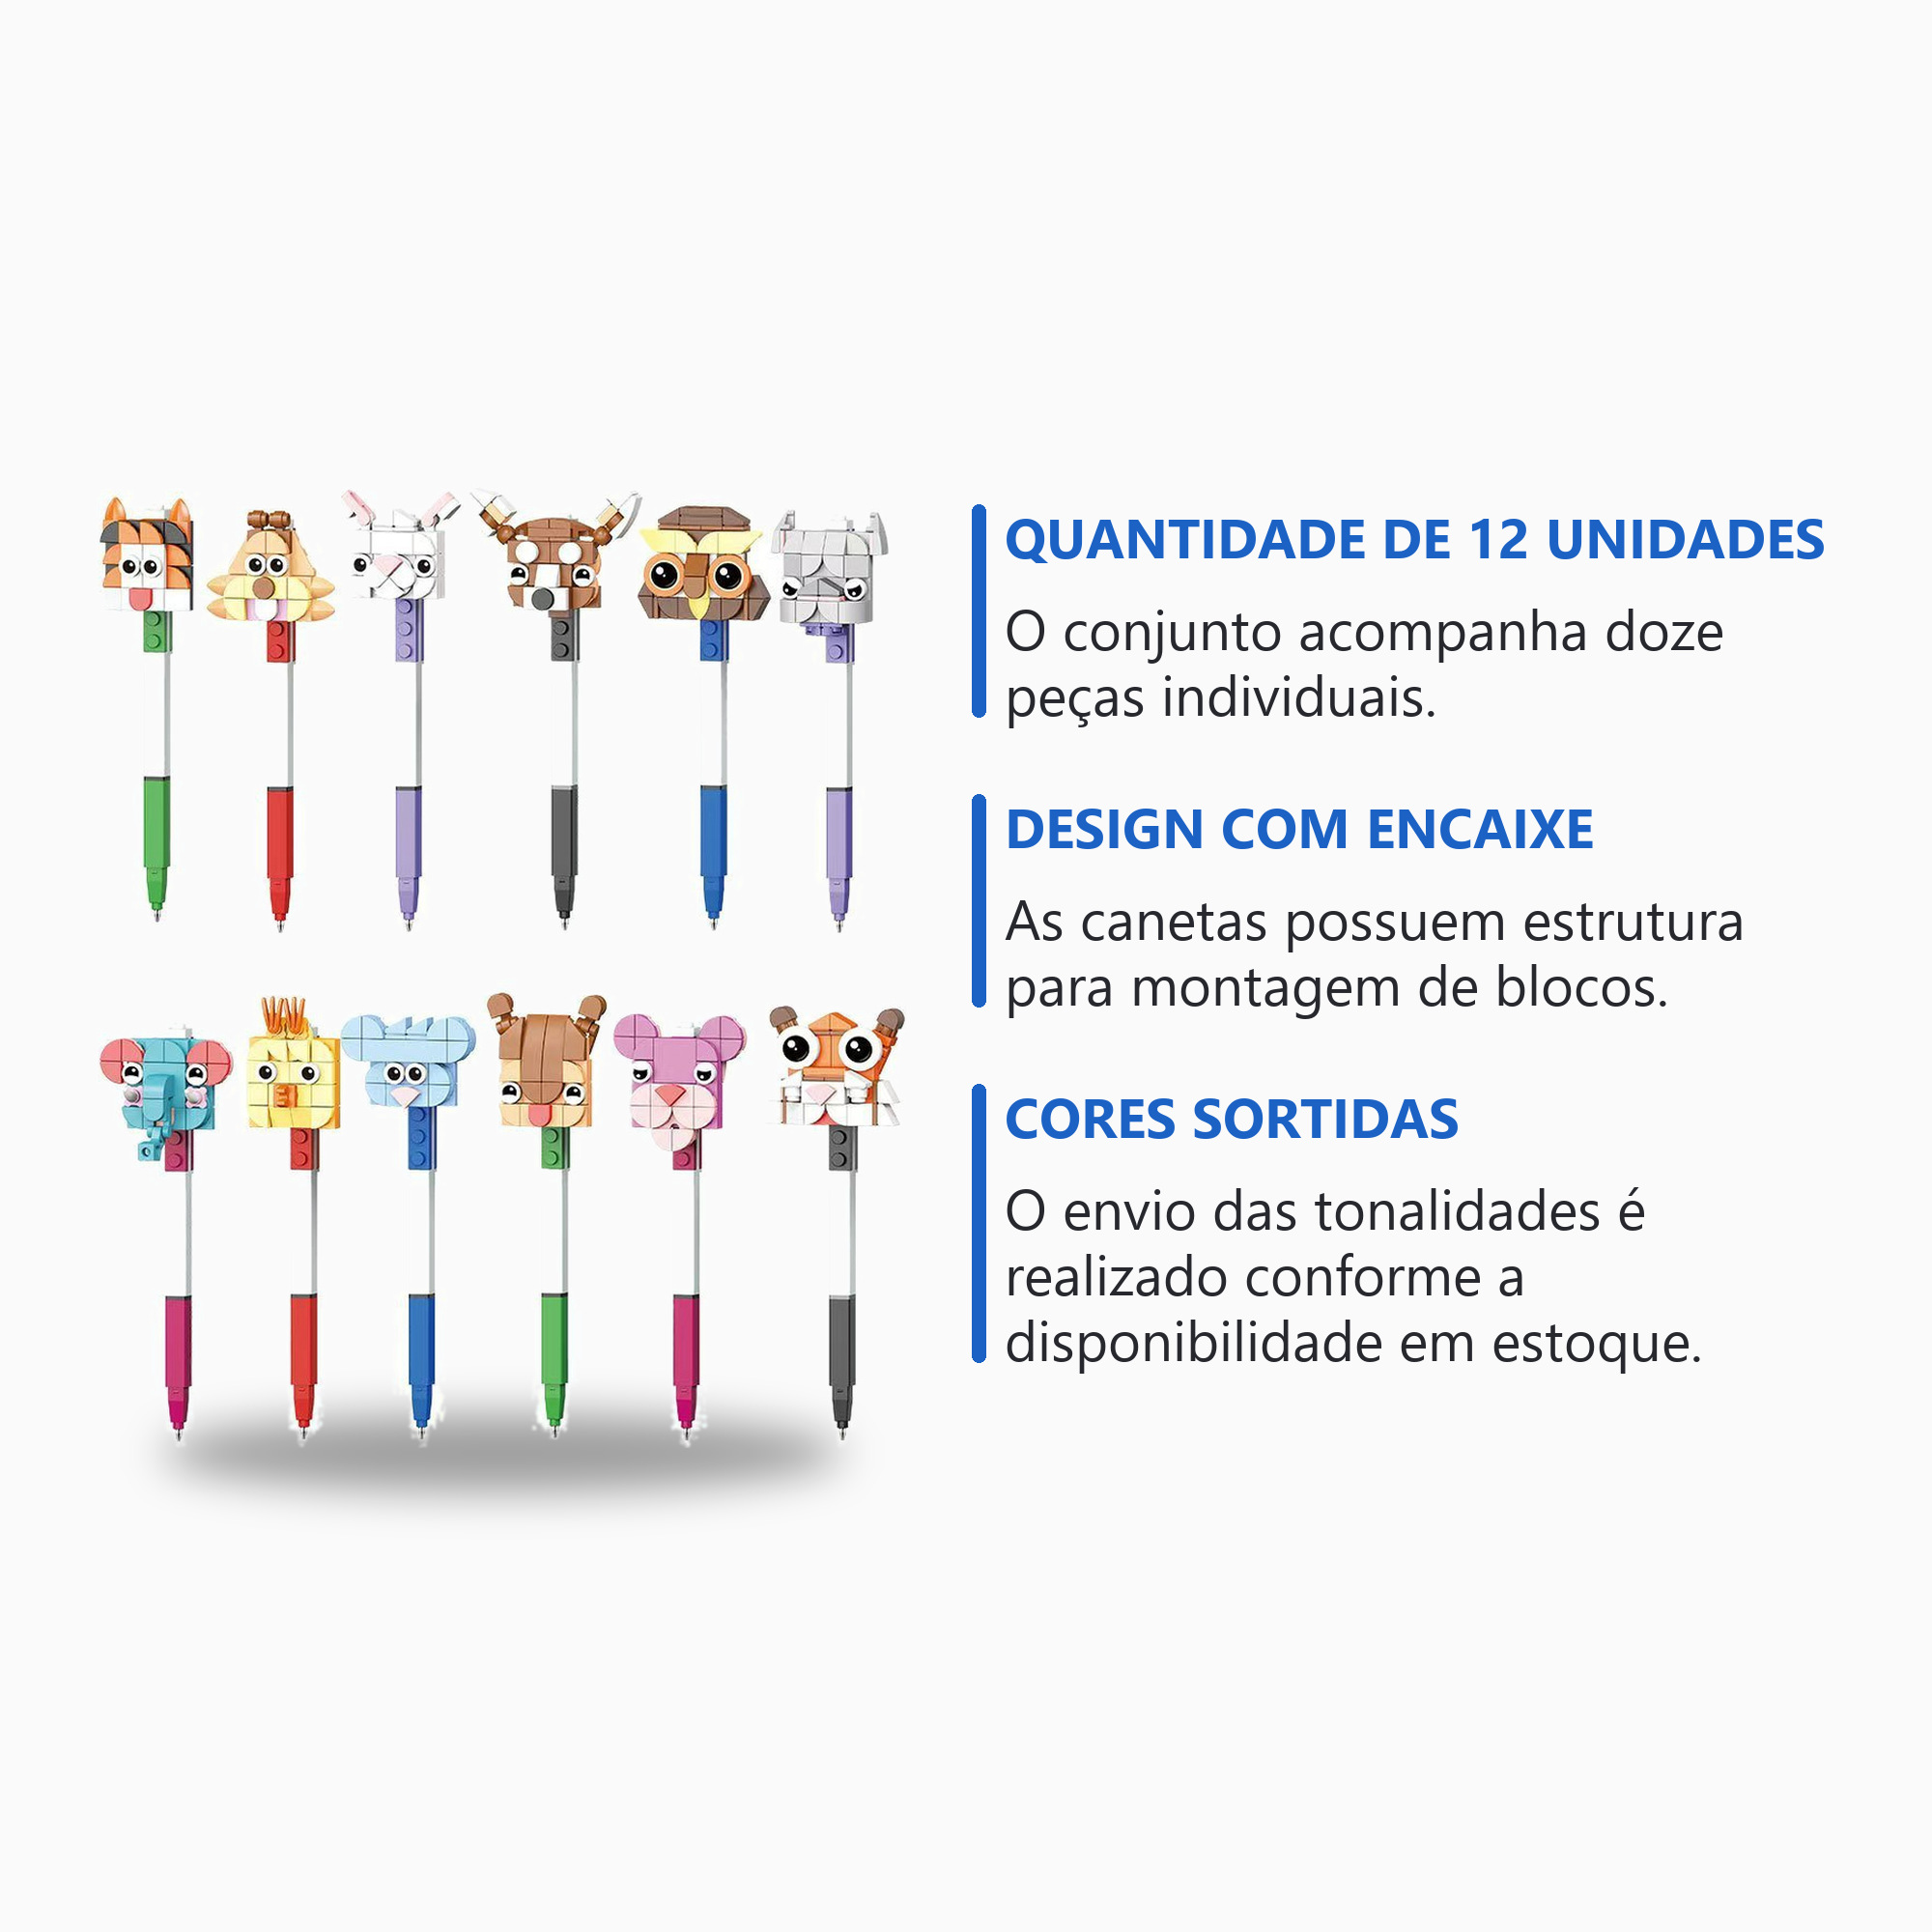 QUANTIDADE DE 12 UNIDADES
O conjunto acompanha doze
peças individuais.
DESIGN COM ENCAIXE
As canetas possuem estrutura
para montagem de blocos.
CORES SORTIDAS
O envio das tonalidades é
realizado conforme a
disponibilidade em estoque.